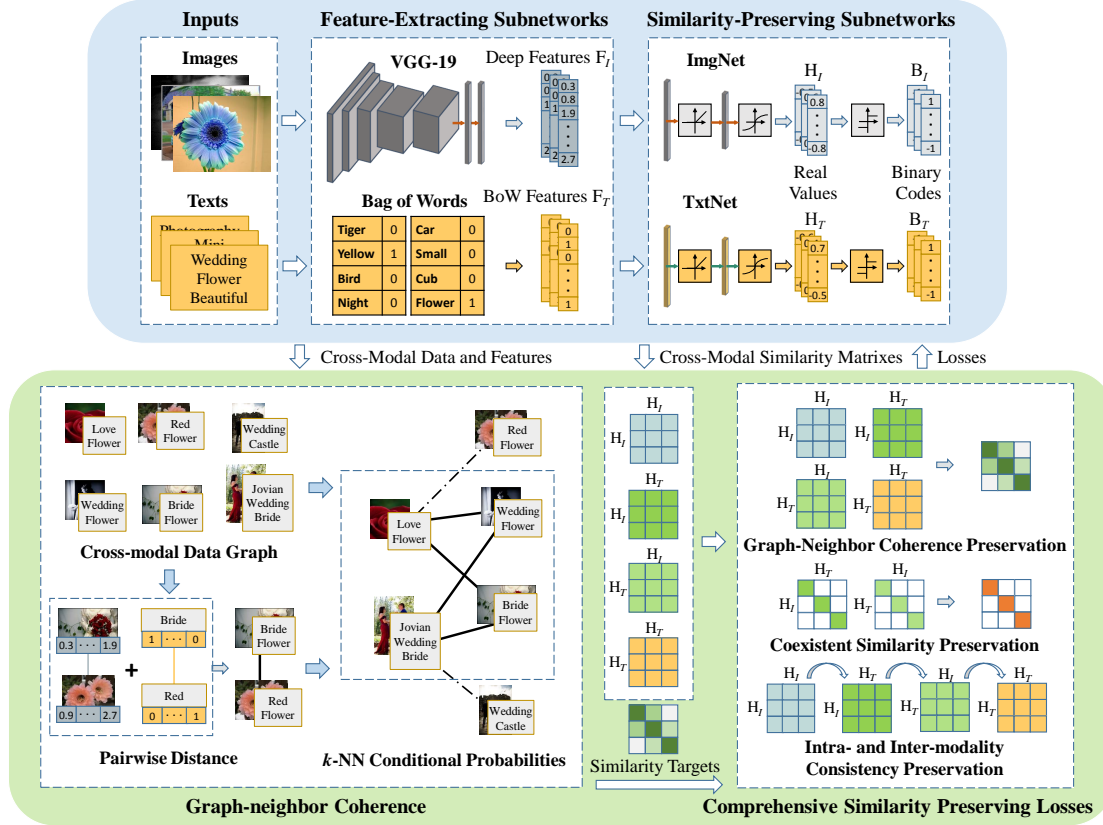 Inputs
Feature-Extracting Subnetworks
Similarity-Preserving Subnetworks
Images
VGG-19
Deep Features F_I
0.3
0.8
1.9
2.7
ImgNet
H_I
0.8
-0.8
B_I
1
-1
Real Values
Binary Codes
Texts
Photography
Mini
Wedding
Flower
Beautiful
Bag of Words
Tiger 0 Car 0
Yellow 1 Small 0
Bird 0 Cub 0
Night 0 Flower 1
BoW Features F_T
0
1
0
1
TxtNet
H_T
0.7
-0.5
B_T
1
-1
Cross-Modal Data and Features
Cross-Modal Similarity Matrixes
Losses
Love
Flower
Red
Flower
Wedding
Castle
Wedding
Flower
Bride
Flower
Jovian
Wedding
Bride
Cross-modal Data Graph
0.3 ··· 1.9
+
0.9 ··· 2.7
Bride
1 ··· 0
Red
0 ··· 1
Pairwise Distance
Bride
Flower
Red
Flower
Red
Flower
Love
Flower
Wedding
Flower
Bride
Flower
Jovian
Wedding
Bride
Wedding
Castle
k-NN Conditional Probabilities
Graph-neighbor Coherence
H_I
H_I
H_T
H_I
H_I
H_T
H_T
H_T
Similarity Targets
H_I
H_I
H_T
H_I
H_I
H_T
H_T
H_T
Graph-Neighbor Coherence Preservation
H_T
H_I
H_I
H_T
Coexistent Similarity Preservation
H_I
H_I
H_T
H_I
H_I
H_T
H_T
H_T
Intra- and Inter-modality
Consistency Preservation
Comprehensive Similarity Preserving Losses